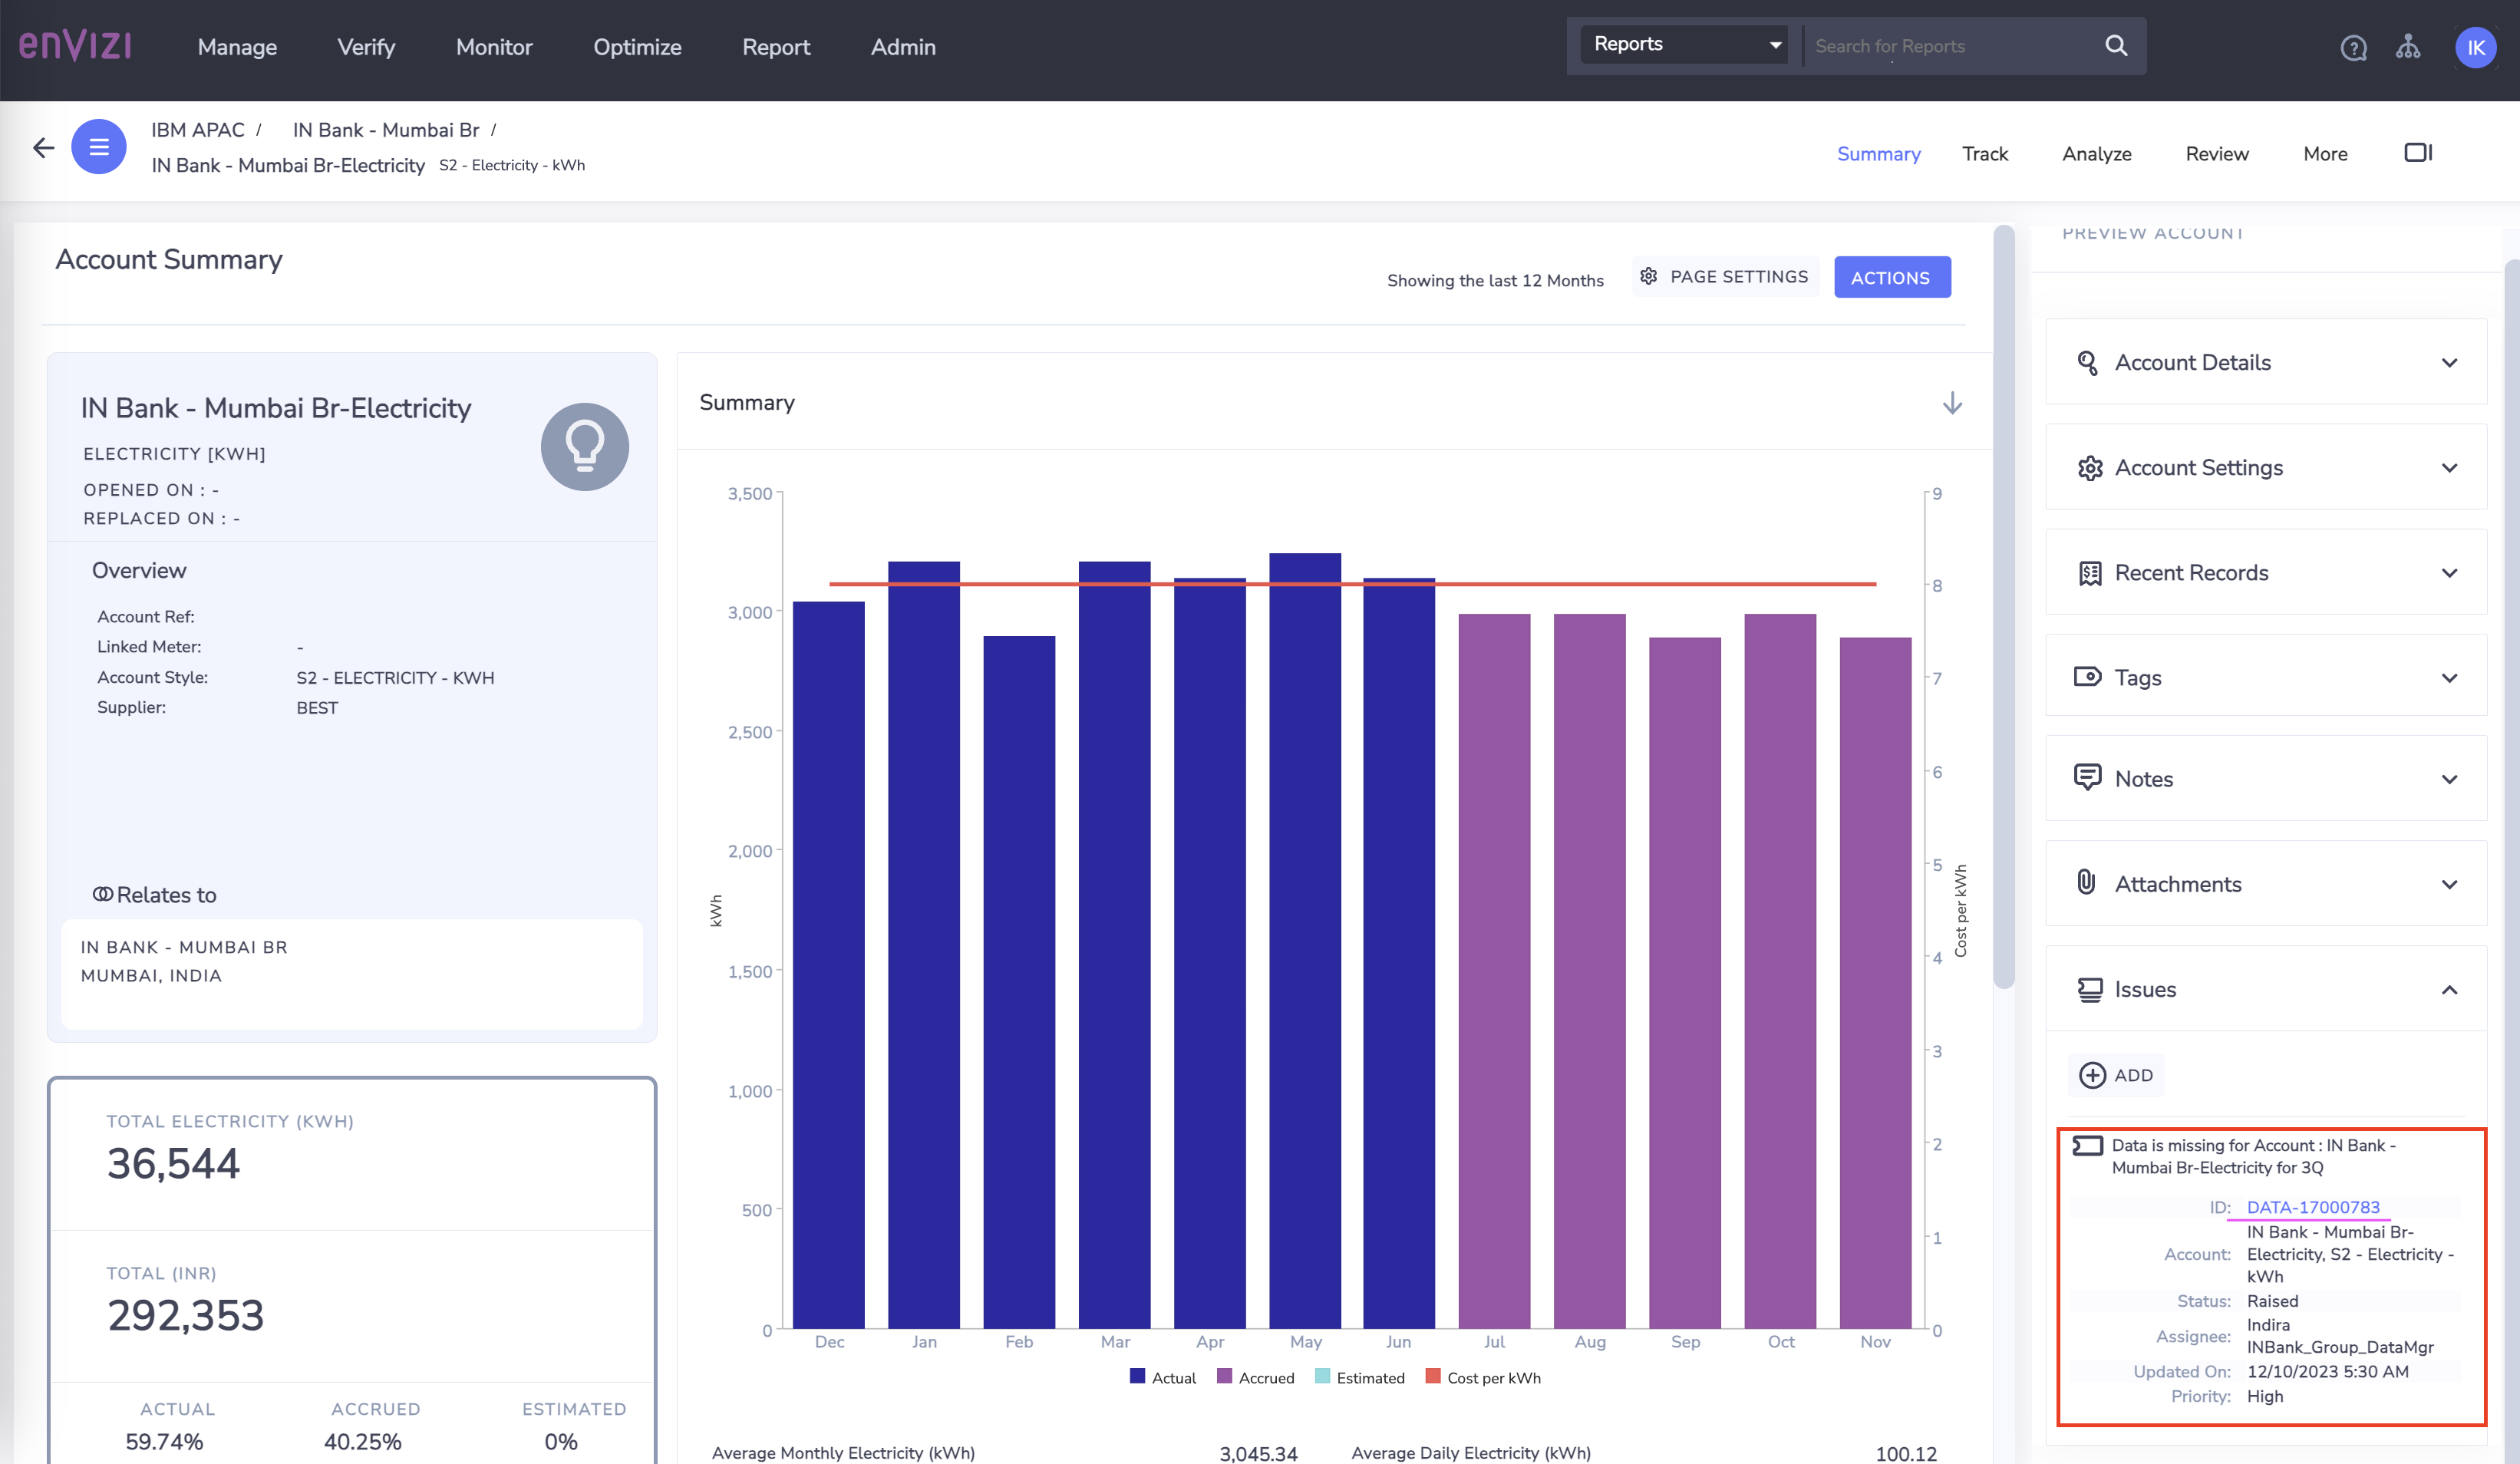 enVIZI
Manage
Verify
Monitor
Optimize
Report
Admin
Reports
Search for Reports
IK
IBM APAC /
IN Bank - Mumbai Br /
IN Bank - Mumbai Br-Electricity
S2 - Electricity - kWh
Summary
Track
Analyze
Review
More
Account Summary
Showing the last 12 Months
PAGE SETTINGS
ACTIONS
IN Bank - Mumbai Br-Electricity
ELECTRICITY [KWH]
OPENED ON : -
REPLACED ON : -
Overview
Account Ref:
Linked Meter: -
Account Style: S2 - ELECTRICITY - KWH
Supplier: BEST
Relates to
IN BANK - MUMBAI BR
MUMBAI, INDIA
TOTAL ELECTRICITY (KWH)
36,544
TOTAL (INR)
292,353
ACTUAL ACCRUED ESTIMATED
59.74% 40.25% 0%
Summary
3,500
3,000
2,500
2,000
1,500
1,000
500
0
kWh
9
8
7
6
5
4
3
2
1
0
Cost per kWh
Dec Jan Feb Mar Apr May Jun Jul Aug Sep Oct Nov
Actual Accrued Estimated Cost per kWh
Average Monthly Electricity (kWh) 3,045.34 Average Daily Electricity (kWh) 100.12
PREVIEW ACCOUNT
Account Details
Account Settings
Recent Records
Tags
Notes
Attachments
Issues
ADD
Data is missing for Account : IN Bank -
Mumbai Br-Electricity for 3Q
ID: DATA-17000783
Account: IN Bank - Mumbai Br-
Electricity, S2 - Electricity -
kWh
Status: Raised
Assignee: Indira
INBank_Group_DataMgr
Updated On: 12/10/2023 5:30 AM
Priority: High